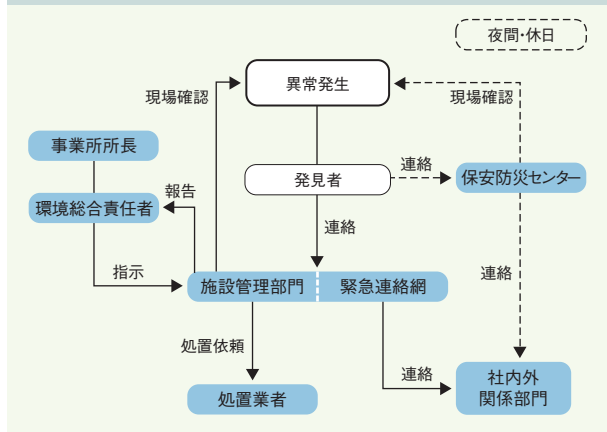 夜間・休日
異常発生
現場確認
現場確認
事業所所長
発見者
連絡
保安防災センター
報告
環境総合責任者
連絡
指示
連絡
施設管理部門
緊急連絡網
処置依頼
連絡
社内外
関係部門
処置業者